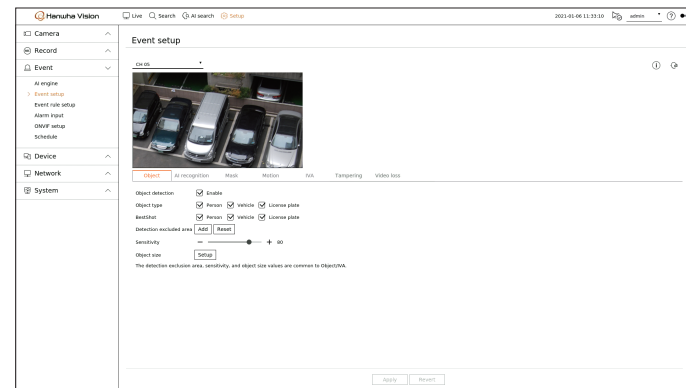 Hanwha Vision
Live Search AI search Setup
2021-01-06 11:33:10 admin
Camera
Record
Event
AI engine
Event setup
Event rule setup
Alarm input
ONVIF setup
Schedule
Device
Network
System
Event setup
CH 05
Object AI recognition Mask Motion IVA Tampering Video loss
Object detection Enable
Object type Person Vehicle License plate
BestShot Person Vehicle License plate
Detection excluded area Add Reset
Sensitivity − + 80
Object size Setup
The detection exclusion area, sensitivity, and object size values are common to Object/IVA.
Apply Revert